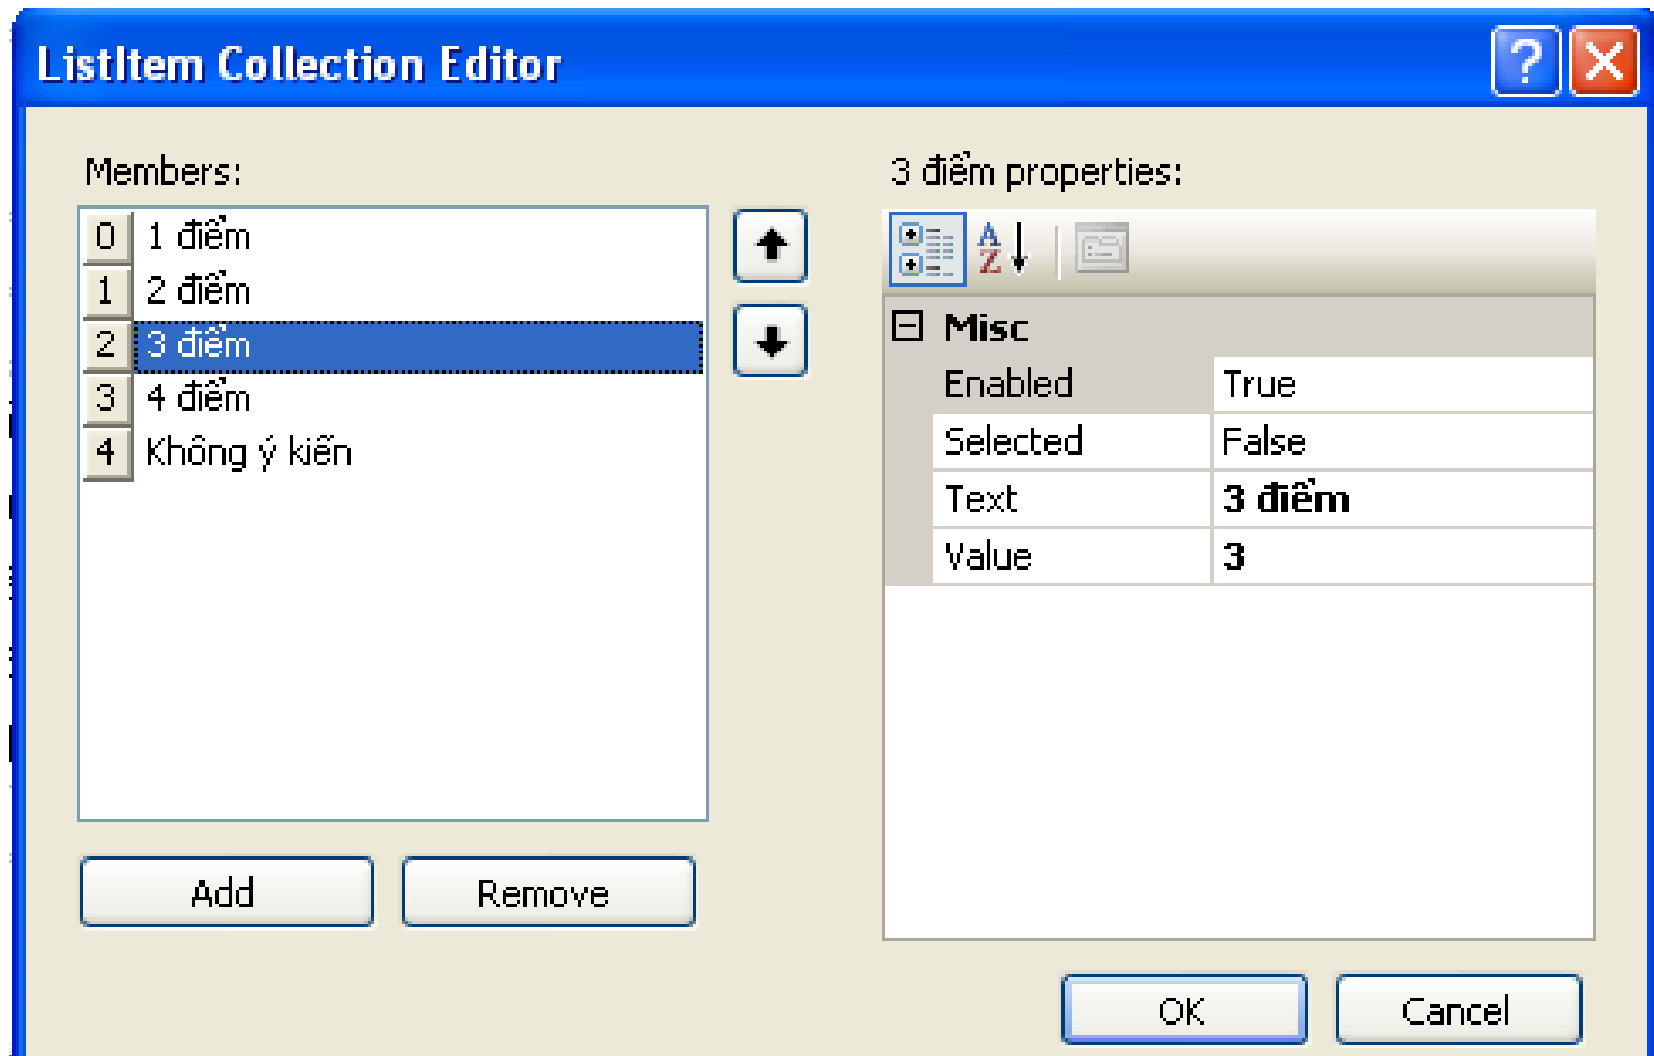 ListItem Collection Editor
Members:
0 1 điểm
1 2 điểm
2 3 điểm
3 4 điểm
4 Không ý kiến
Add Remove
3 điểm properties:
Misc
Enabled True
Selected False
Text 3 điểm
Value 3
OK Cancel